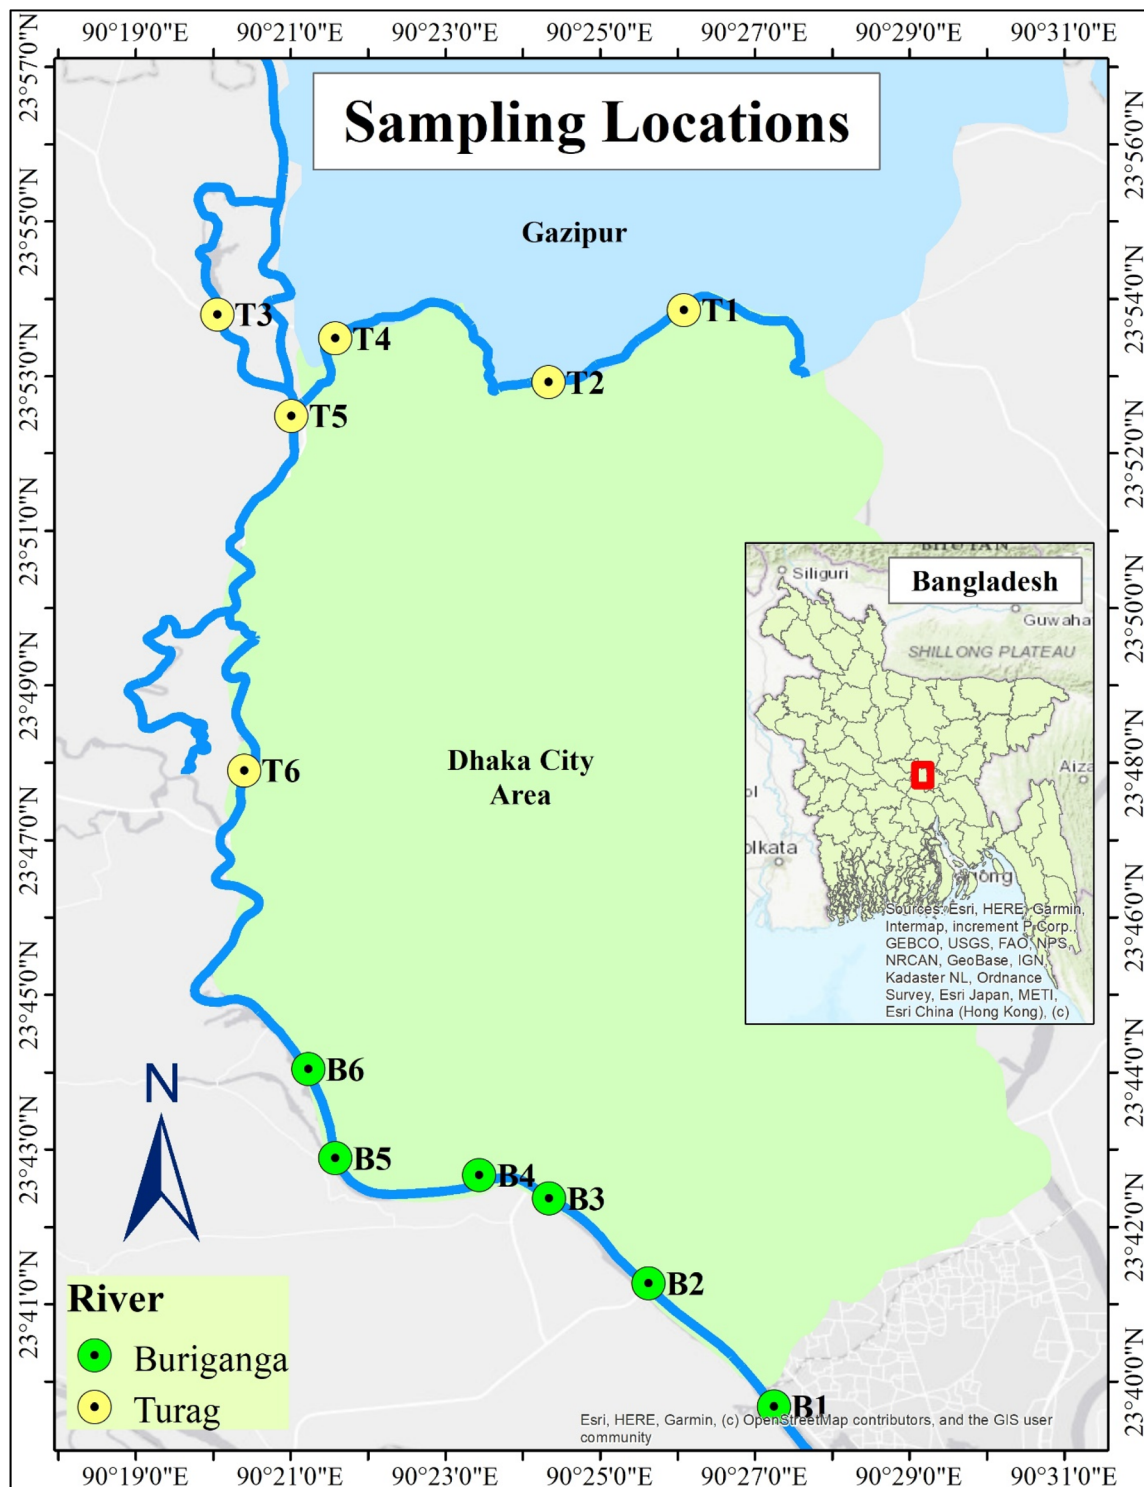 90°19'0"E 90°21'0"E 90°23'0"E 90°25'0"E 90°27'0"E 90°29'0"E 90°31'0"E
23°57'0"N
23°55'0"N
23°53'0"N
23°51'0"N
23°49'0"N
23°47'0"N
23°45'0"N
23°43'0"N
23°41'0"N
Sampling Locations
Gazipur
T1
T3
T4
T2
T5
BHUTAN
Siliguri
Bangladesh
Guwaha
SHILLONG PLATEAU
Dhaka City
Area
T6
Aiza
ol
olkata
gong
Sources: Esri, HERE, Garmin,
Intermap, increment P Corp.,
GEBCO, USGS, FAO, NPS,
NRCAN, GeoBase, IGN,
Kadaster NL, Ordnance
Survey, Esri Japan, METI,
Esri China (Hong Kong), (c)
B6
N
B5
B4
B3
B2
B1
River
Buriganga
Turag
Esri, HERE, Garmin, (c) OpenStreetMap contributors, and the GIS user
community
23°56'0"N
23°54'0"N
23°52'0"N
23°50'0"N
23°48'0"N
23°46'0"N
23°44'0"N
23°42'0"N
23°40'0"N
90°19'0"E 90°21'0"E 90°23'0"E 90°25'0"E 90°27'0"E 90°29'0"E 90°31'0"E